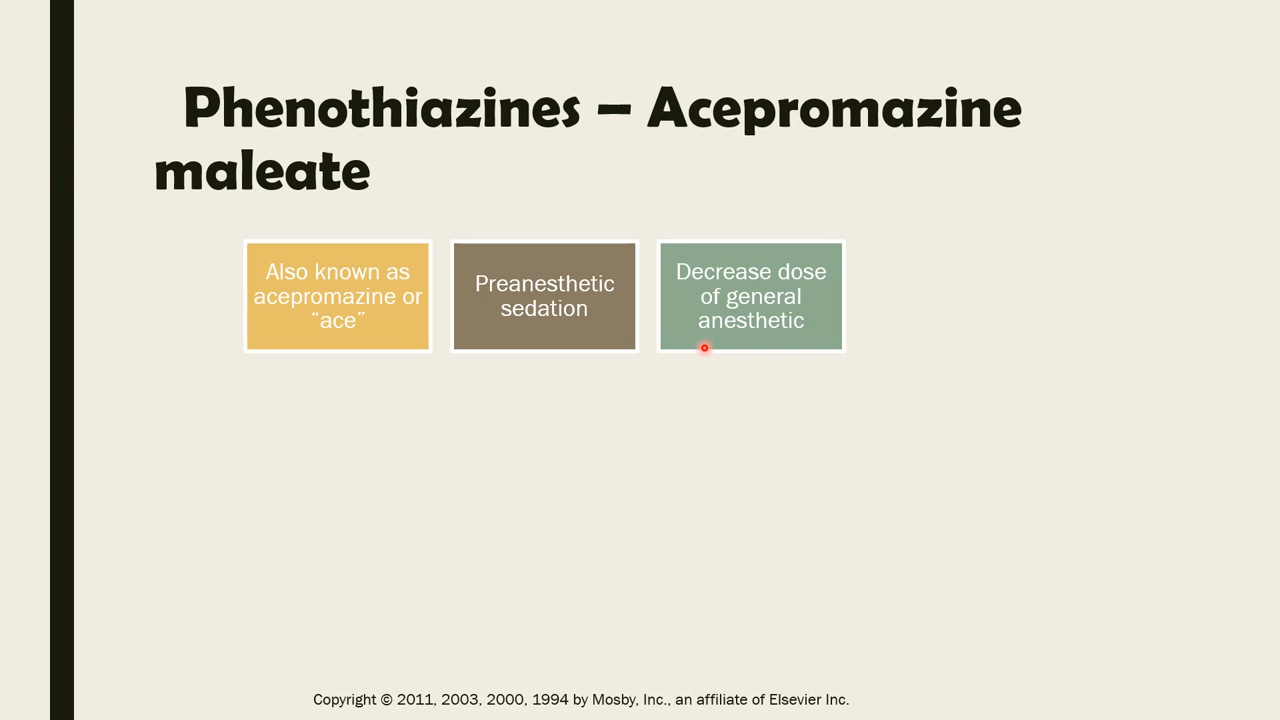 Phenothiazines – Acepromazine
maleate
Also known as
acepromazine or
“ace”
Preanesthetic
sedation
Decrease dose
of general
anesthetic
Copyright © 2011, 2003, 2000, 1994 by Mosby, Inc., an affiliate of Elsevier Inc.